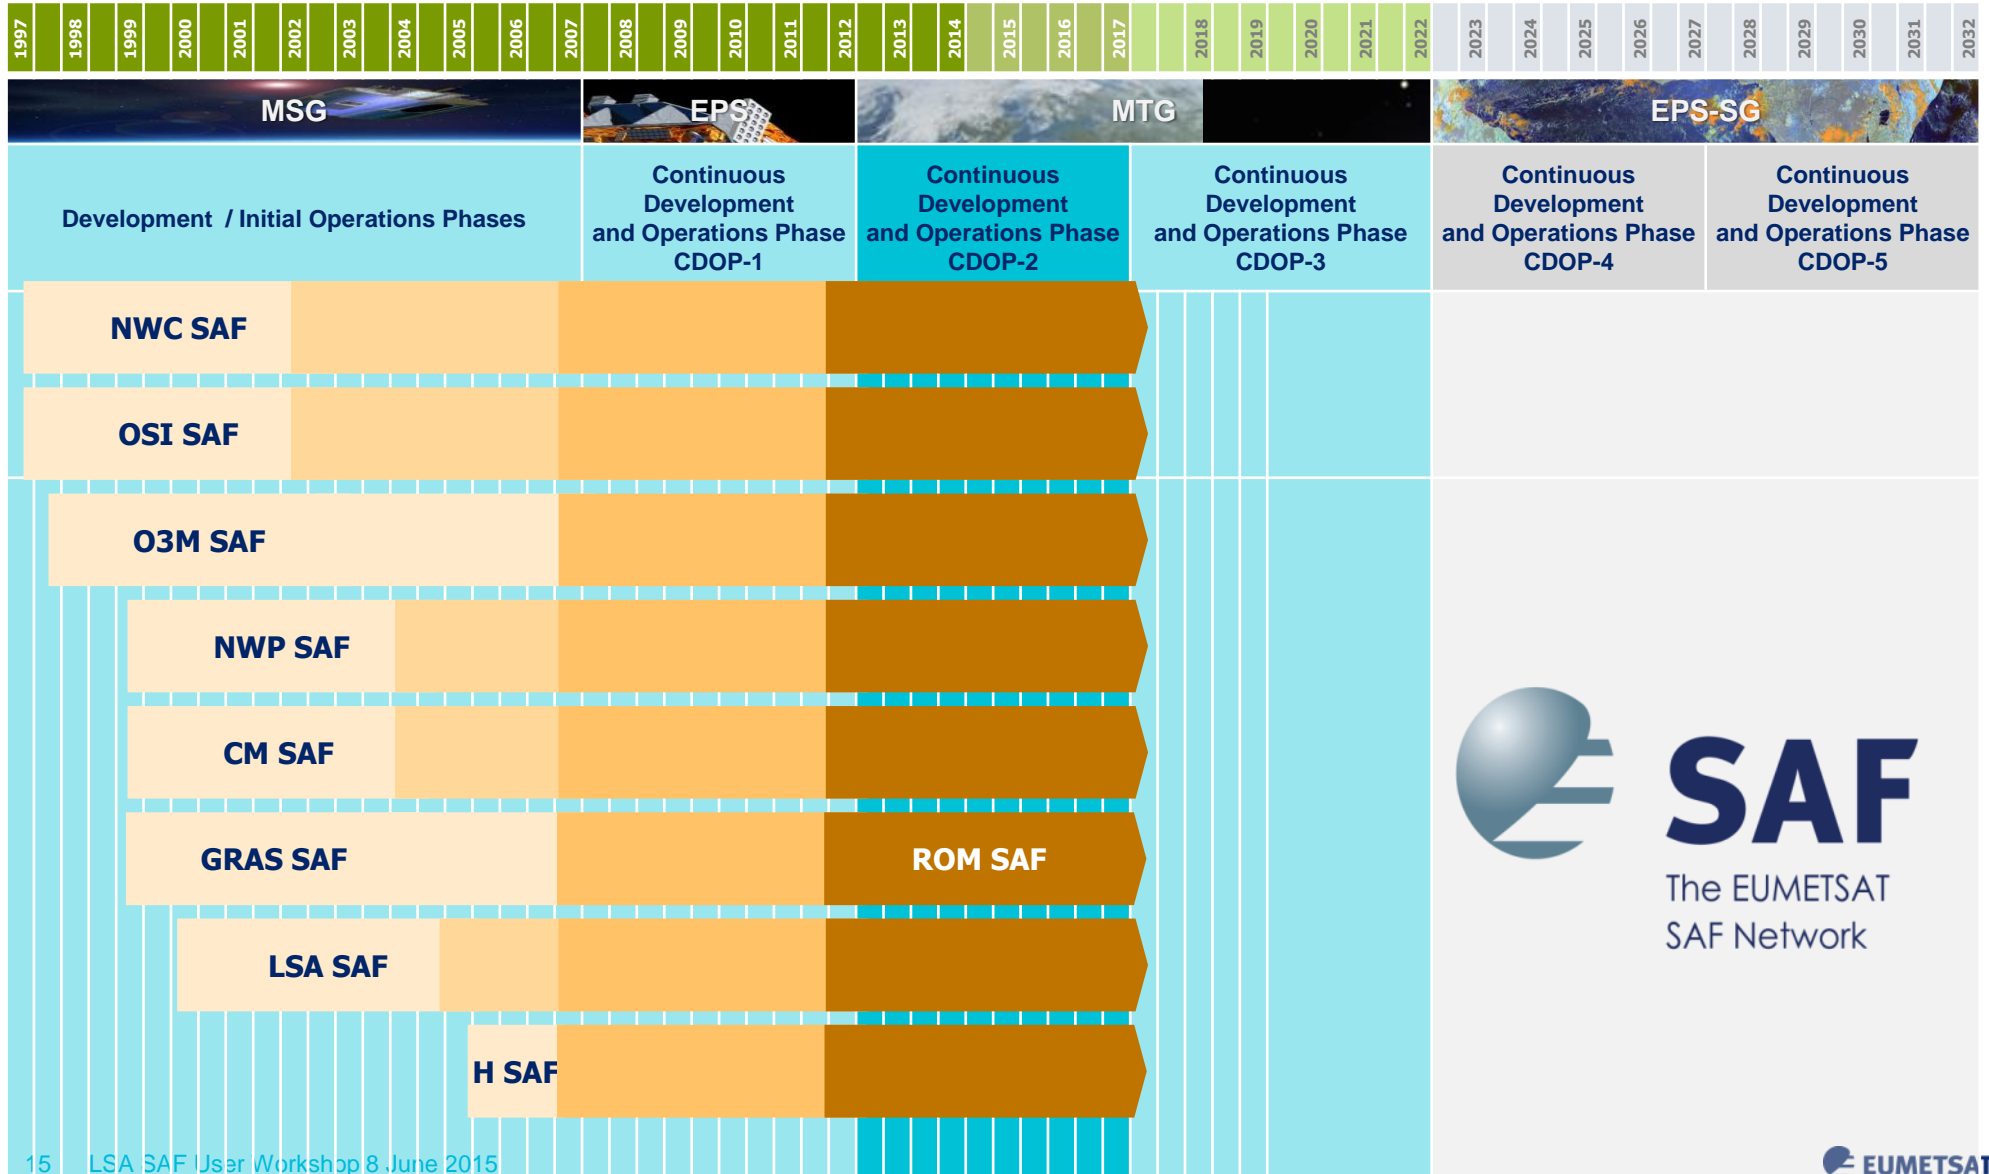 1997
1998
1999
2000
2001
2002
2003
2004
2005
2006
2007
2008
2009
2010
2011
2012
2013
2014
2015
2016
2017
2018
2019
2020
2021
2022
2023
2024
2025
2026
2027
2028
2029
2030
2031
2032
MSG
EPS
MTG
EPS-SG
Development / Initial Operations Phases
Continuous
Development
and Operations Phase
CDOP-1
Continuous
Development
and Operations Phase
CDOP-2
Continuous
Development
and Operations Phase
CDOP-3
Continuous
Development
and Operations Phase
CDOP-4
Continuous
Development
and Operations Phase
CDOP-5
NWC SAF
OSI SAF
O3M SAF
NWP SAF
CM SAF
GRAS SAF
ROM SAF
LSA SAF
H SAF
SAF
The EUMETSAT
SAF Network
15 LSA SAF User Workshop 8 June 2015
EUMETSAT